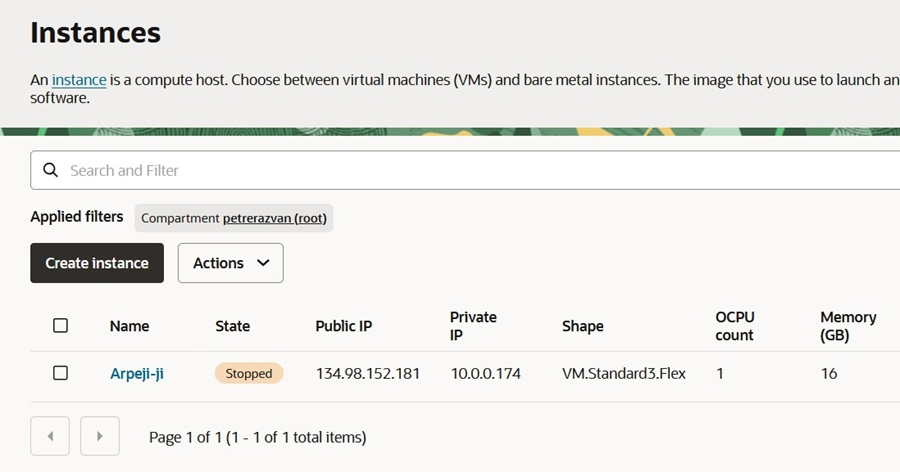 Instances
An instance is a compute host. Choose between virtual machines (VMs) and bare metal instances. The image that you use to launch an
software.
Search and Filter
Applied filters Compartment petrerazvan (root)
Create instance Actions
Name State Public IP Private IP Shape OCPU count Memory (GB)
Arpeji-ji Stopped 134.98.152.181 10.0.0.174 VM.Standard3.Flex 1 16
Page 1 of 1 (1 - 1 of 1 total items)